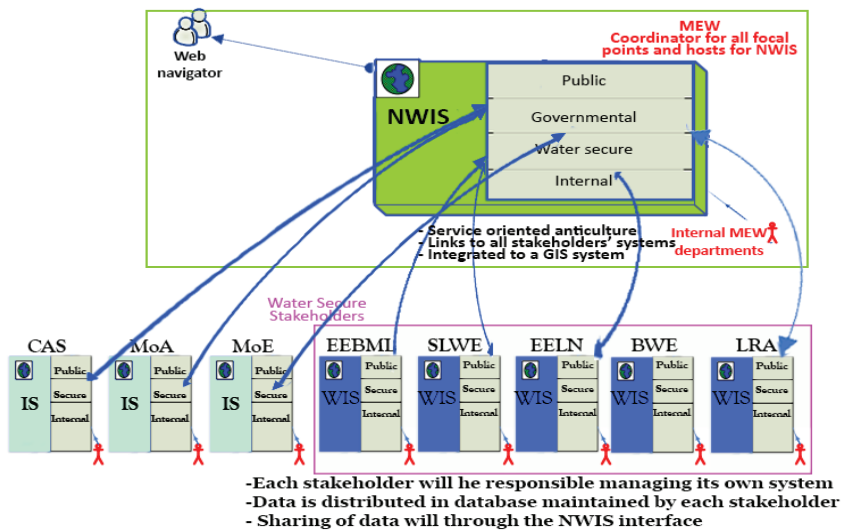 MEW
Coordinator for all focal
points and hosts for NWIS
Web
navigator
NWIS
Public
Governmental
Water secure
Internal
- Service oriented anticulture
- Links to all stakeholders' systems
- Integrated to a GIS system
Internal MEW
departments
Water Secure
Stakeholders
CAS
MoA
MoE
EEBML
SLWE
EELN
BWE
LRA
IS
Public
Secure
Internal
IS
Public
Secure
Internal
IS
Public
Secure
Internal
WIS
Public
Secure
Internal
WIS
Public
Secure
Internal
WIS
Public
Secure
Internal
WIS
Public
Secure
Internal
WIS
Public
Secure
Internal
-Each stakeholder will he responsible managing its own system
-Data is distributed in database maintained by each stakeholder
- Sharing of data will through the NWIS interface